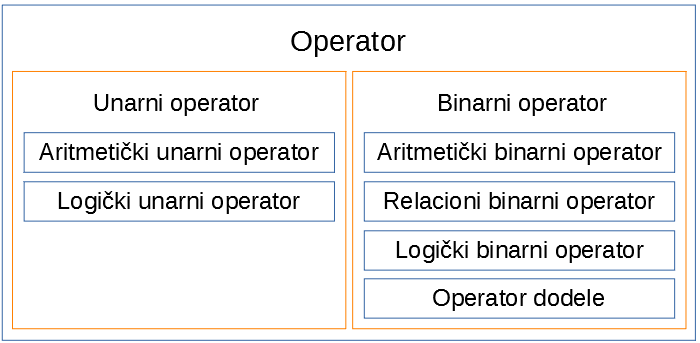 Operator
Unarni operator
Aritmetički unarni operator
Logički unarni operator
Binarni operator
Aritmetički binarni operator
Relacioni binarni operator
Logički binarni operator
Operator dodele